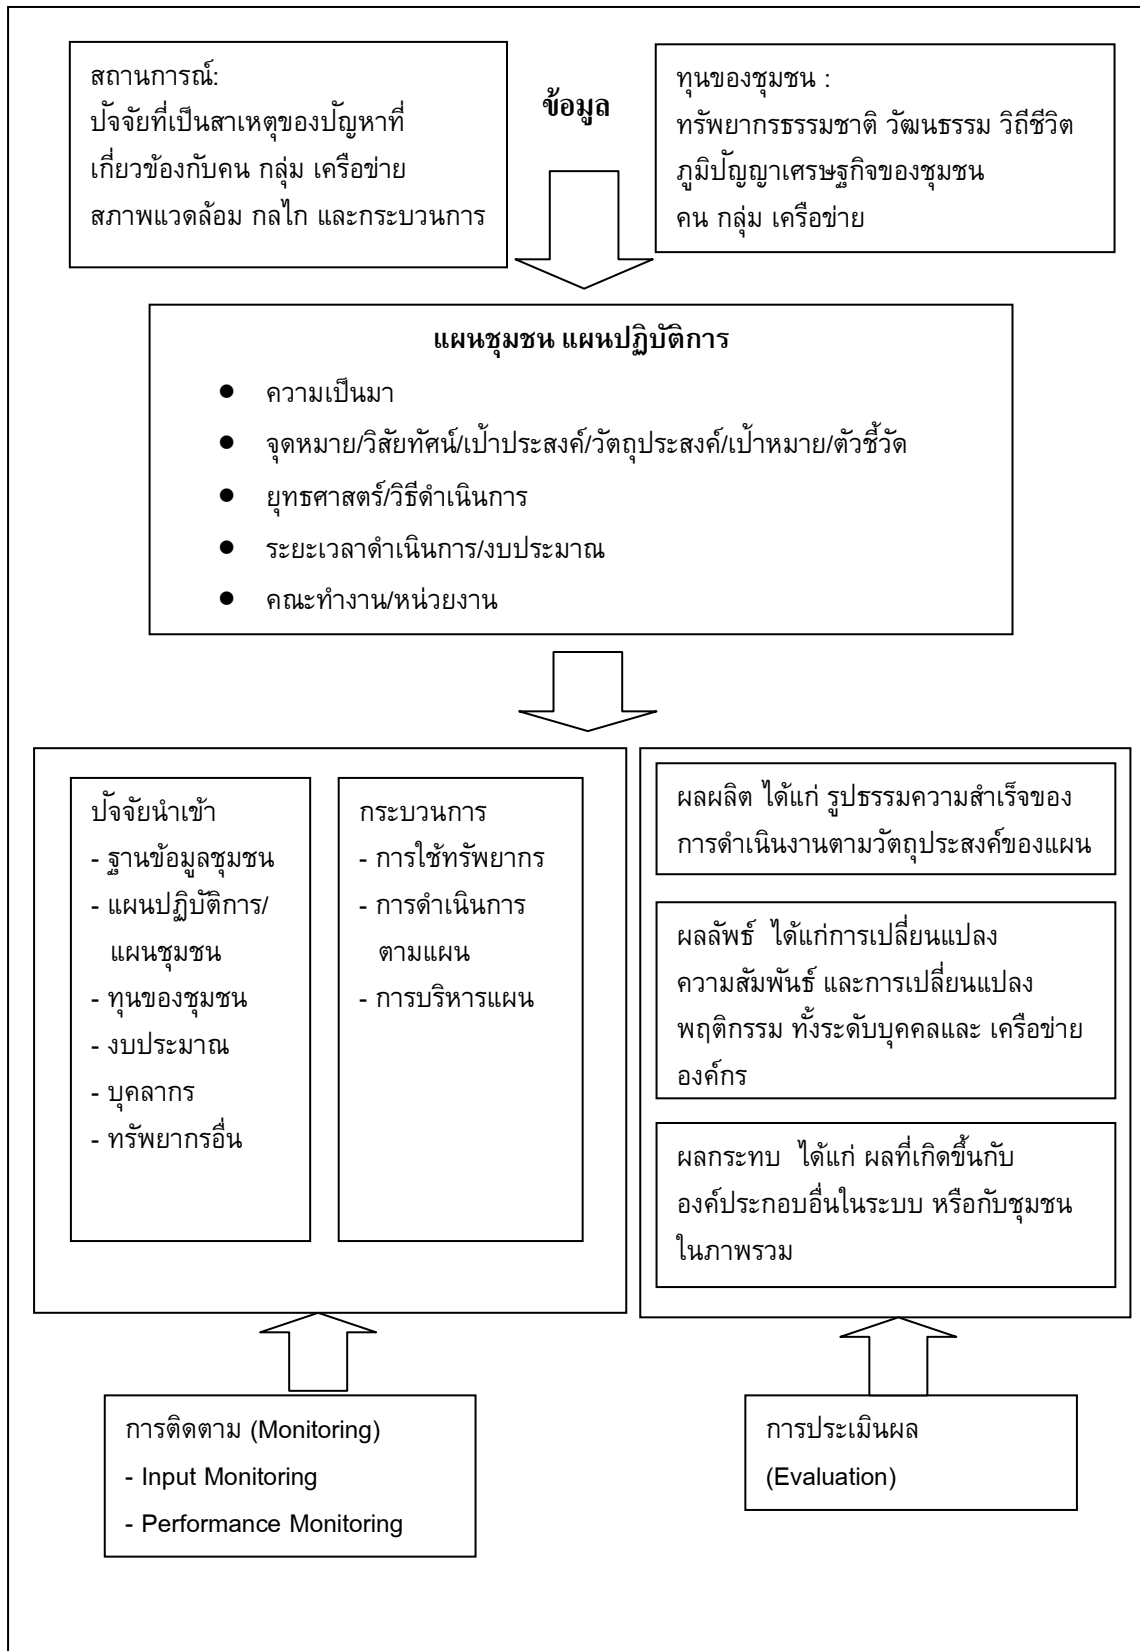 สถานการณ์:
ปัจจัยที่เป็นสาเหตุของปัญหาที่
เกี่ยวข้องกับคน กลุ่ม เครือข่าย
สภาพแวดล้อม กลไก และกระบวนการ
ข้อมูล
ทุนของชุมชน :
ทรัพยากรธรรมชาติ วัฒนธรรม วิถีชีวิต
ภูมิปัญญาเศรษฐกิจของชุมชน
คน กลุ่ม เครือข่าย
แผนชุมชน แผนปฏิบัติการ
● ความเป็นมา
● จุดหมาย/วิสัยทัศน์/เป้าประสงค์/วัตถุประสงค์/เป้าหมาย/ตัวชี้วัด
● ยุทธศาสตร์/วิธีดำเนินการ
● ระยะเวลาดำเนินการ/งบประมาณ
● คณะทำงาน/หน่วยงาน
ปัจจัยนำเข้า
- ฐานข้อมูลชุมชน
- แผนปฏิบัติการ/
แผนชุมชน
- ทุนของชุมชน
- งบประมาณ
- บุคลากร
- ทรัพยากรอื่น
กระบวนการ
- การใช้ทรัพยากร
- การดำเนินการ
ตามแผน
- การบริหารแผน
ผลผลิต ได้แก่ รูปธรรมความสำเร็จของ
การดำเนินงานตามวัตถุประสงค์ของแผน
ผลลัพธ์ ได้แก่การเปลี่ยนแปลง
ความสัมพันธ์ และการเปลี่ยนแปลง
พฤติกรรม ทั้งระดับบุคคลและ เครือข่าย
องค์กร
ผลกระทบ ได้แก่ ผลที่เกิดขึ้นกับ
องค์ประกอบอื่นในระบบ หรือกับชุมชน
ในภาพรวม
การติดตาม (Monitoring)
- Input Monitoring
- Performance Monitoring
การประเมินผล
(Evaluation)